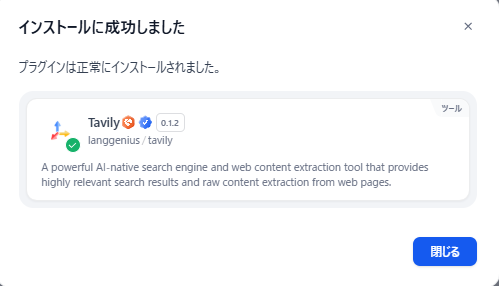 インストールに成功しました
プラグインは正常にインストールされました。
ツール
Tavily 0.1.2
langgenius / tavily
A powerful AI-native search engine and web content extraction tool that provides
highly relevant search results and raw content extraction from web pages.
閉じる